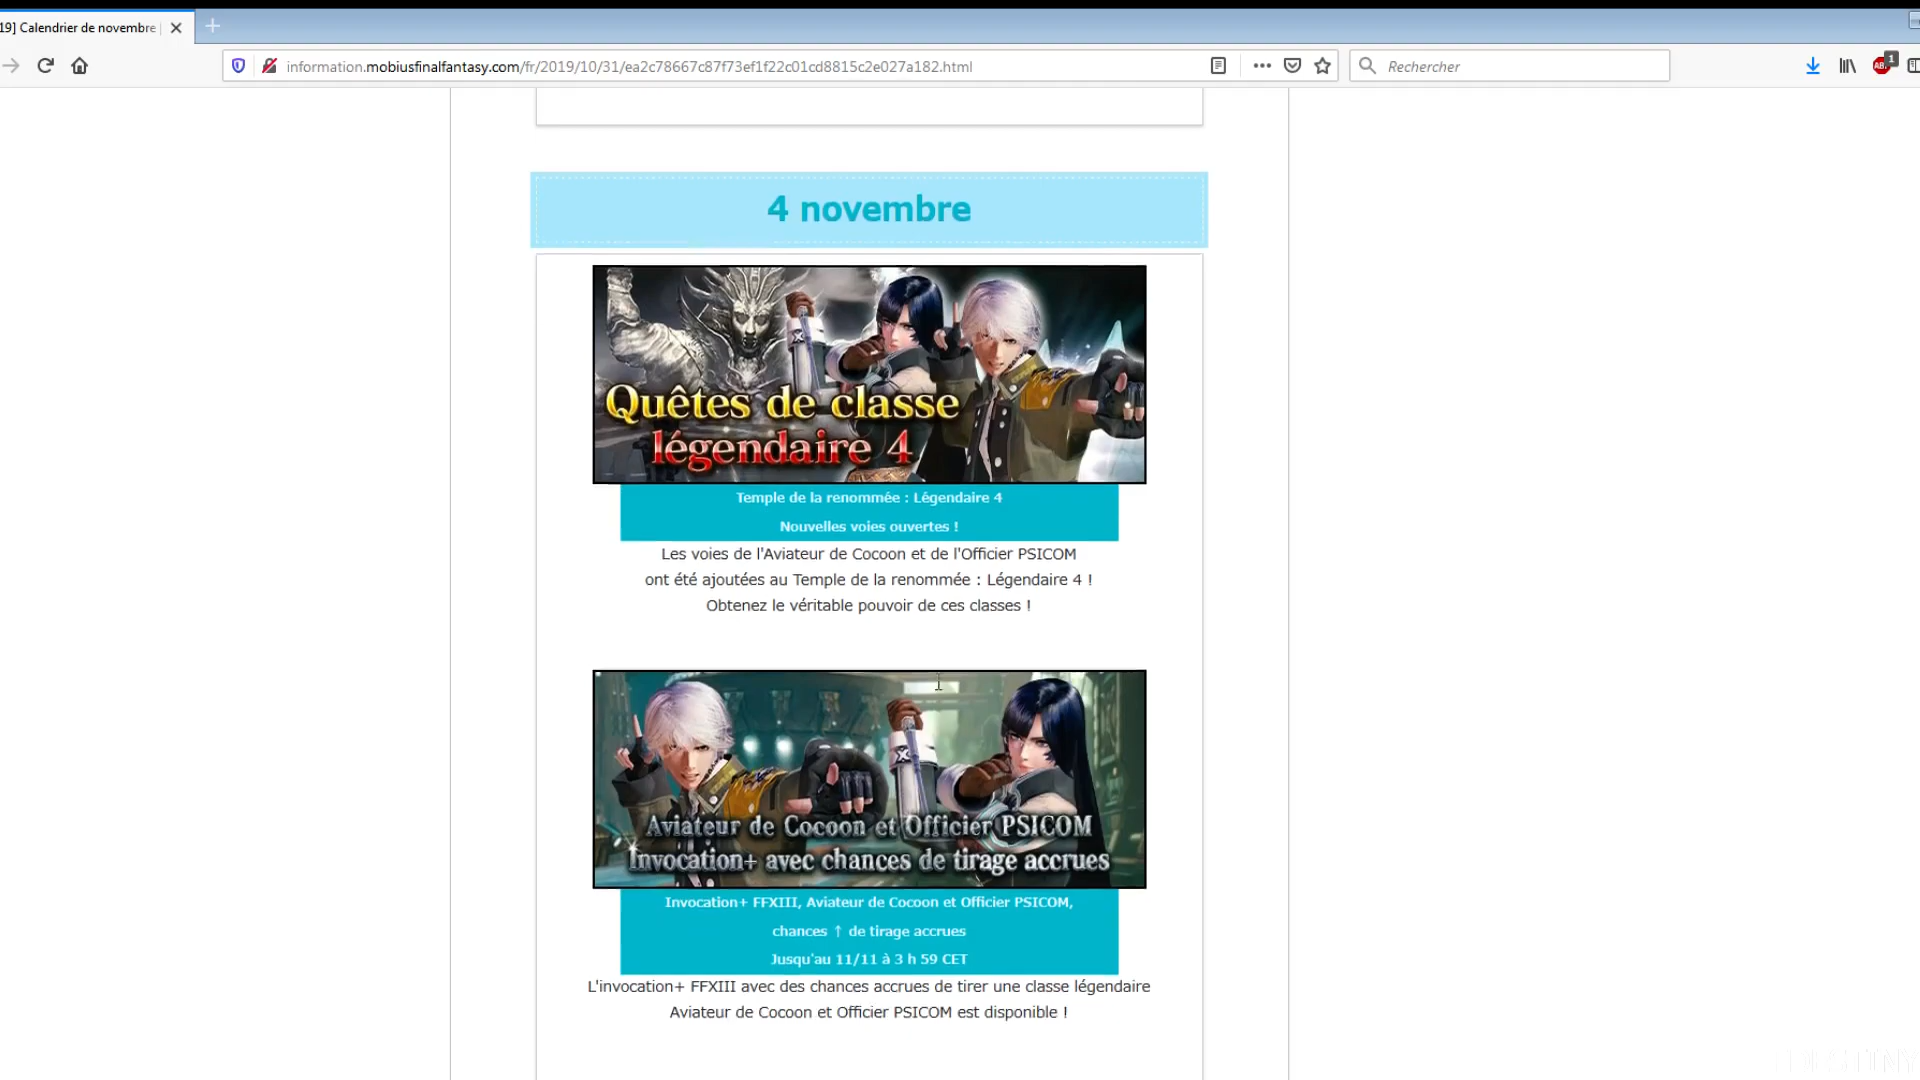 19] Calendrier de novembre |
information.mobiusfinalfantasy.com/fr/2019/10/31/ea2c78667c87f73ef1f22c01cd8815c2e027a182.html
Rechercher
ABP
1
4 novembre
Quêtes de classe
légendaire 4
Temple de la renommée : Légendaire 4
Nouvelles voies ouvertes !
Les voies de l'Aviateur de Cocoon et de l'Officier PSICOM
ont été ajoutées au Temple de la renommée : Légendaire 4 !
Obtenez le véritable pouvoir de ces classes !
Aviateur de Cocoon et Officier PSICOM
Invocation+ avec chances de tirage accrues
Invocation+ FFXIII, Aviateur de Cocoon et Officier PSICOM,
chances ↑ de tirage accrues
Jusqu'au 11/11 à 3 h 59 CET
L'invocation+ FFXIII avec des chances accrues de tirer une classe légendaire
Aviateur de Cocoon et Officier PSICOM est disponible !